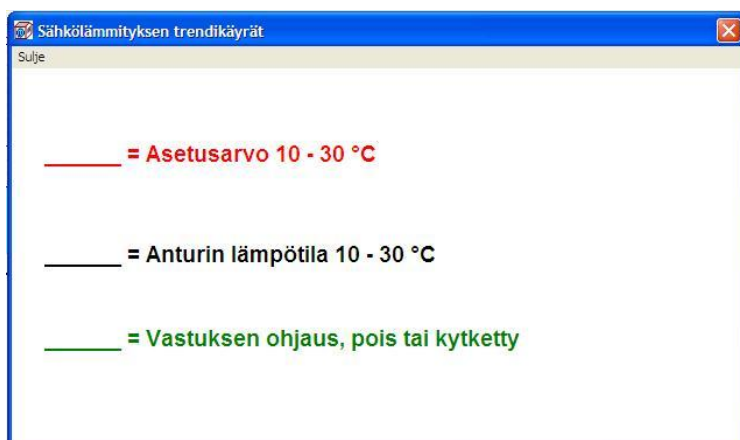 Sähkölämmityksen trendikäyrät
Sulje
______ = Asetusarvo 10 - 30 °C
______ = Anturin lämpötila 10 - 30 °C
______ = Vastuksen ohjaus, pois tai kytketty